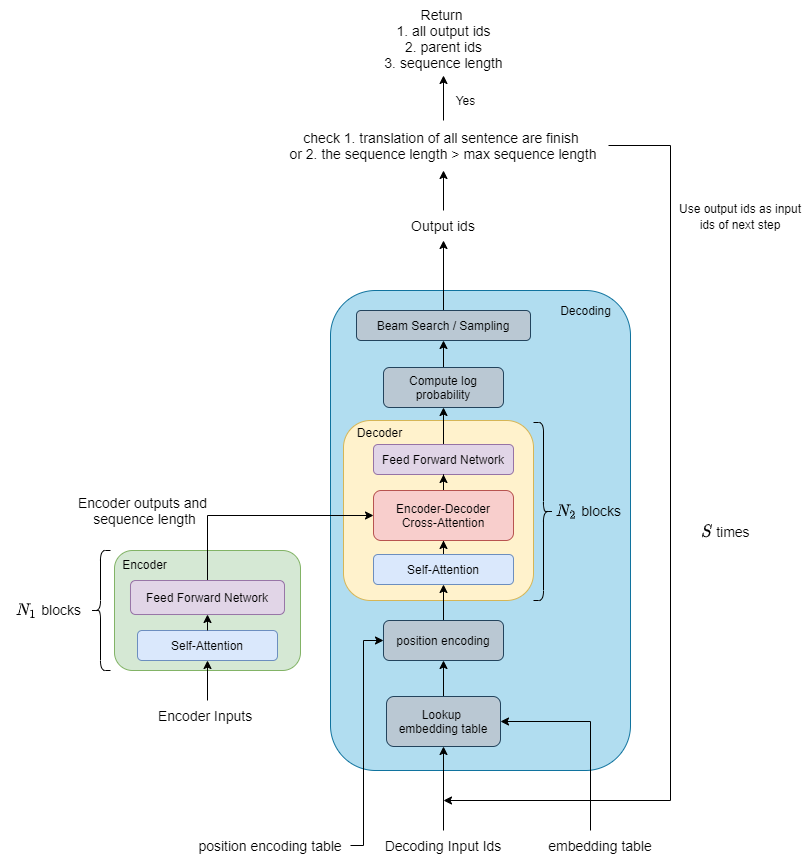 Return
1. all output ids
2. parent ids
3. sequence length
Yes
check 1. translation of all sentence are finish
or 2. the sequence length > max sequence length
Use output ids as input
ids of next step
Output ids
Decoding
Beam Search / Sampling
Compute log
probability
Decoder
Feed Forward Network
Encoder-Decoder
Cross-Attention
N₂ blocks
Self-Attention
Encoder outputs and
sequence length
S times
Encoder
Feed Forward Network
N₁ blocks
Self-Attention
position encoding
Encoder Inputs
Lookup
embedding table
position encoding table
Decoding Input Ids
embedding table